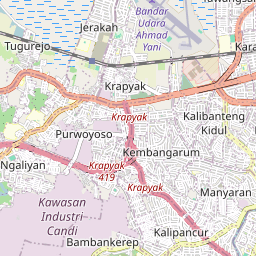 Bandar
Udara
Ahmad
Yani
Jerakah
Tugurejo
Krapyak
Krapyak
Kalibanteng
Kidul
Purwoyoso
Kembangarum
Ngaliyan
Krapyak
419
Krapyak
Manyaran
Kawasan
Industri
Candi
Kalipancur
Bambankerep